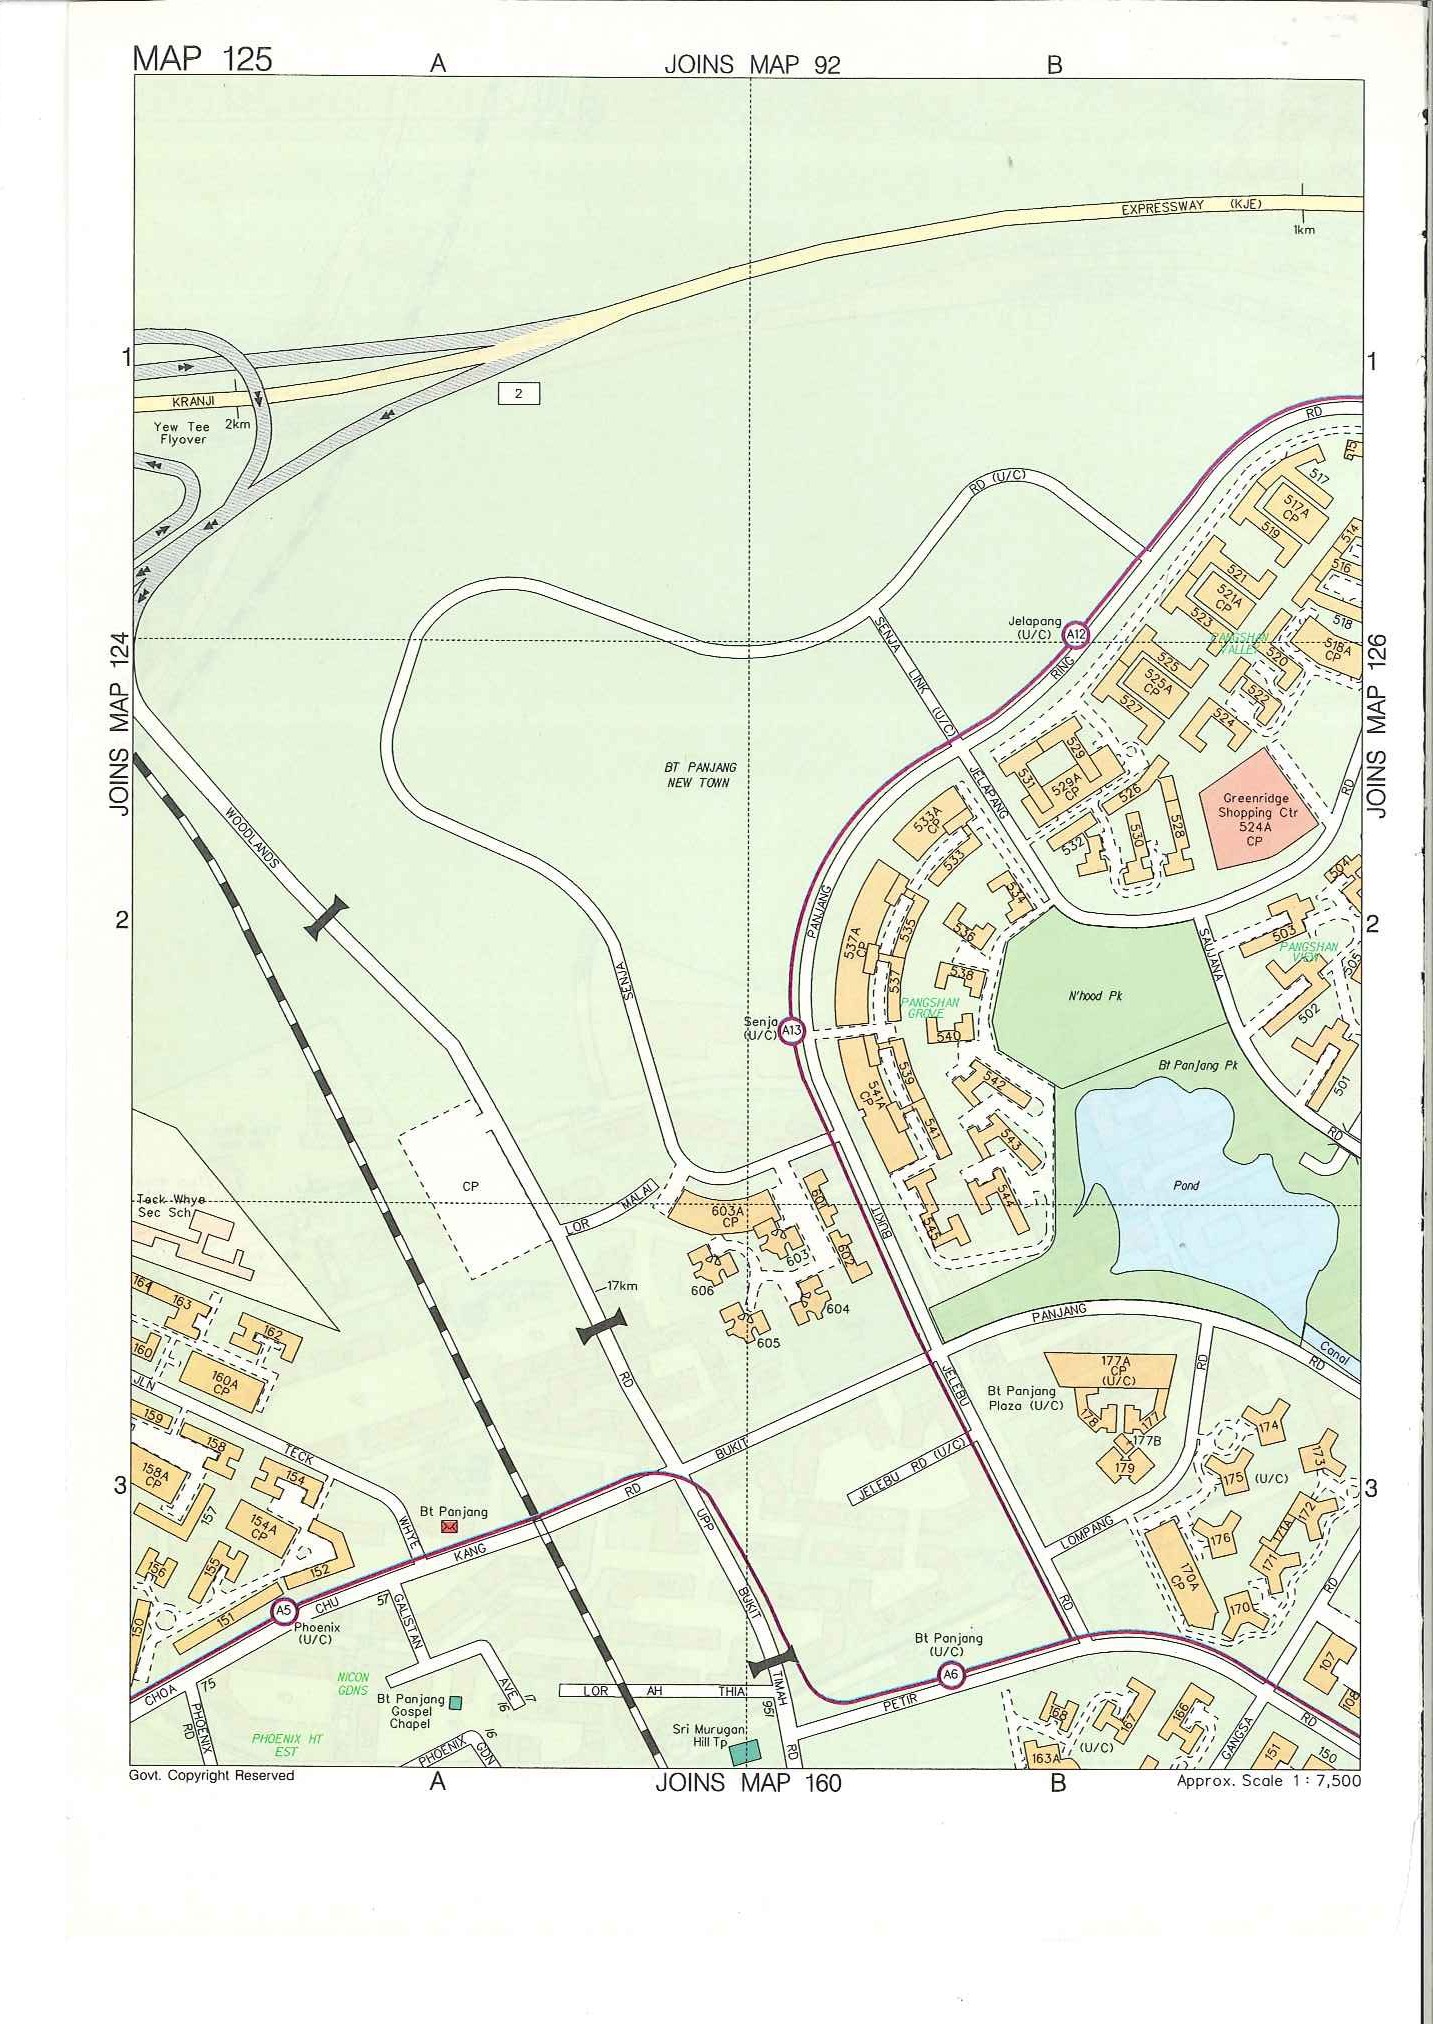 MAP 125
A
JOINS MAP 92
B
EXPRESSWAY (KJE)
1km
1
1
2
KRANJI
2km
Yew Tee
Flyover
RD
515
517
517A
CP
519
514
516
518
518A
CP
RD (U/C)
521
521A
CP
523
PANGSHAN
VALLEY
520
522
524
525
525A
CP
527
Jelapang
(U/C)
A12
RING
SENJA LINK (U/C)
JOINS MAP 124
JOINS MAP 126
BT PANJANG
NEW TOWN
529
529A
CP
531
526
528
530
532
Greenridge
Shopping Ctr
524A
CP
RD
JELAPANG
533A
CP
533
534
WOODLANDS
2
2
PANJANG
537A
CP
535
536
537
538
504
503
PANGSHAN
VIEW
505
SAUJANA
502
501
SENJA
N'hood Pk
PANGSHAN
GROVE
Senja
(U/C)
A13
540
539
541A
CP
541
542
543
544
545
Bt Panjang Pk
RD
Pond
CP
Teck Whye
Sec Sch
LOR MALAI
603A
CP
601
602
603
604
605
606
BUKIT
17km
164
163
162
160
160A
CP
PANJANG
RD
Canal
JLN
TECK
WHYE
159
158
158A
CP
157
154
154A
CP
RD
BUKIT
JELEBU
177A
CP
(U/C)
Bt Panjang
Plaza (U/C)
178
177
177B
179
RD
174
173
175
(U/C)
172
171A
171
176
170A
CP
170
JELEBU RD (U/C)
LOMPANG
3
3
Bt Panjang
RD
KANG
CHU
CHOA
UPP
BUKIT
TIMAH
RD
156
155
152
151
150
A5
Phoenix
(U/C)
57
GALISTAN
AVE
17
16
75
PHOENIX
RD
NICON
GDNS
Bt Panjang
Gospel
Chapel
PHOENIX HT
EST
PHOENIX
GDN
16
LOR AH THIA
951
Sri Murugan
Hill Tp
Bt Panjang
(U/C)
A6
PETIR
RD
RD
RD
107
108
168
167
166
(U/C)
163A
GANGSA
151
150
Govt. Copyright Reserved
A
JOINS MAP 160
B
Approx. Scale 1 : 7,500